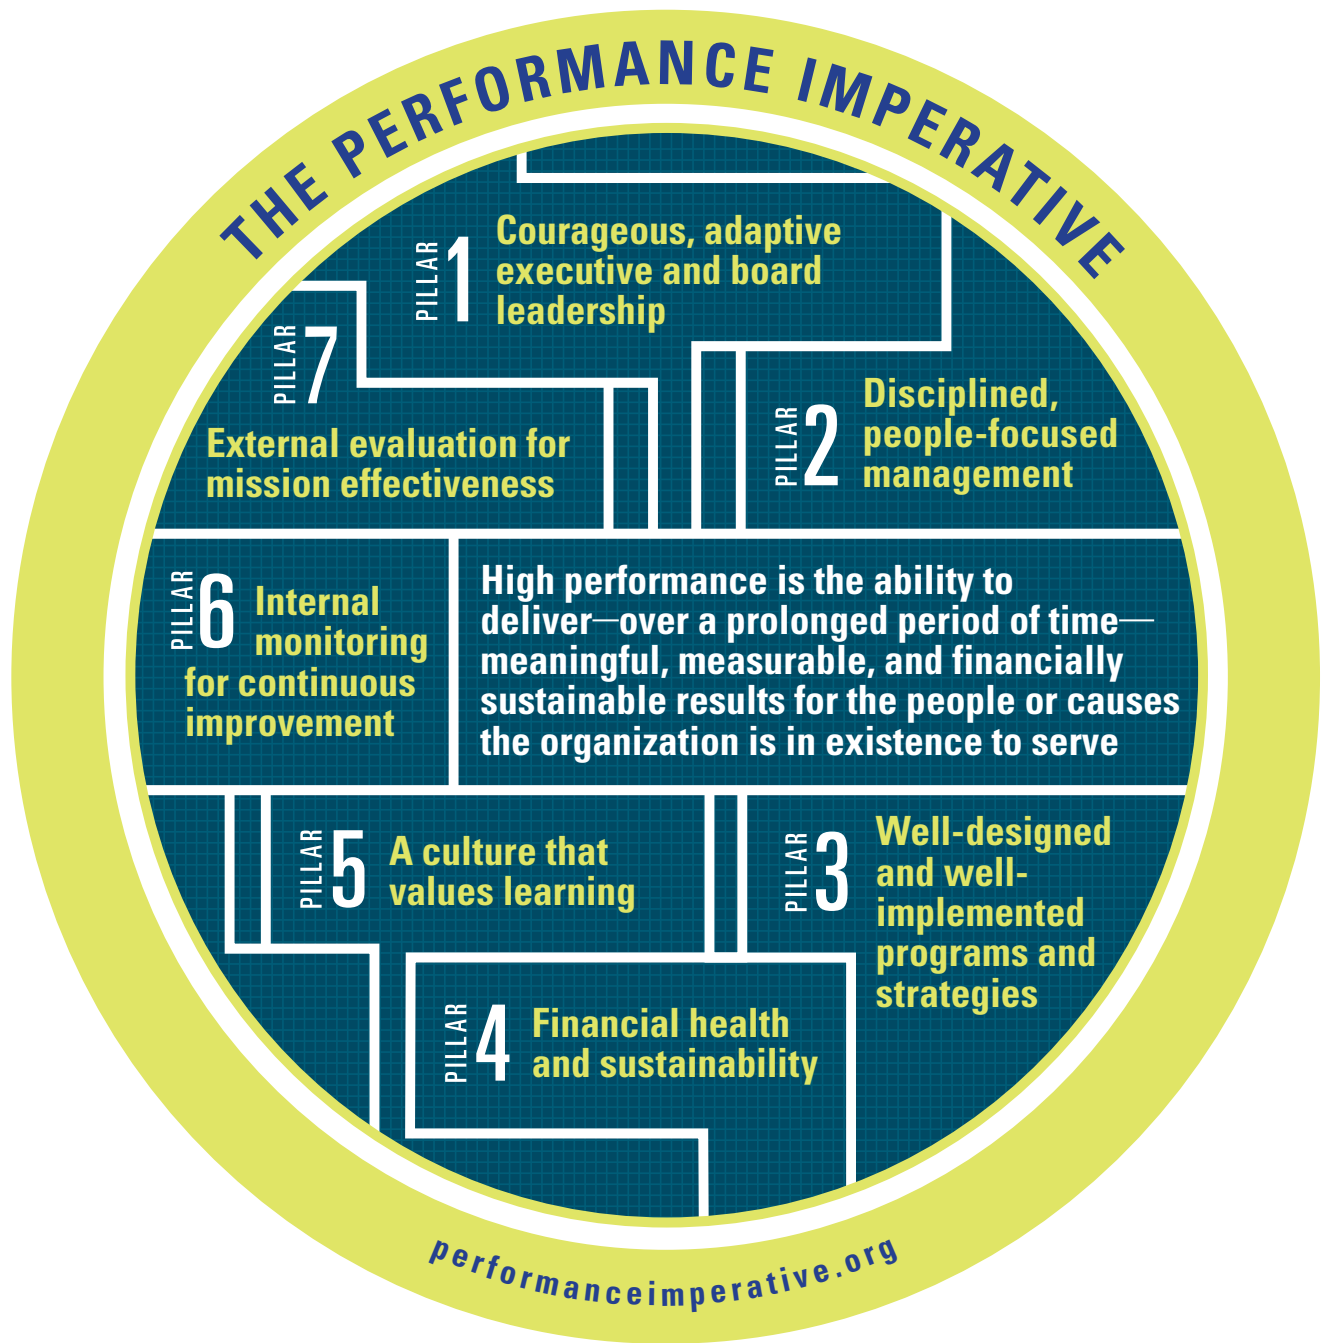 THE PERFORMANCE IMPERATIVE
PILLAR 1
Courageous, adaptive
executive and board
leadership
PILLAR 2
Disciplined,
people-focused
management
PILLAR 7
External evaluation for
mission effectiveness
PILLAR 6
Internal
monitoring
for continuous
improvement
High performance is the ability to
deliver—over a prolonged period of time—
meaningful, measurable, and financially
sustainable results for the people or causes
the organization is in existence to serve
PILLAR 5
A culture that
values learning
PILLAR 3
Well-designed
and well-
implemented
programs and
strategies
PILLAR 4
Financial health
and sustainability
performanceimperative.org